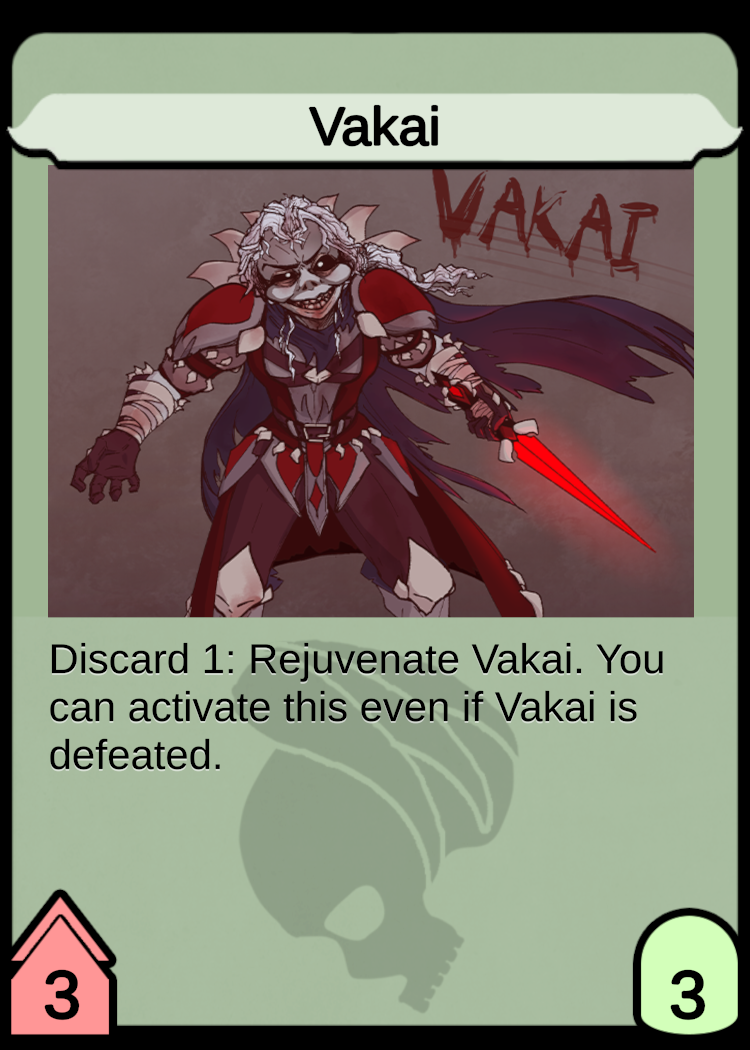 Vakai
VAKAI
Discard 1: Rejuvenate Vakai. You
can activate this even if Vakai is
defeated.
3
3